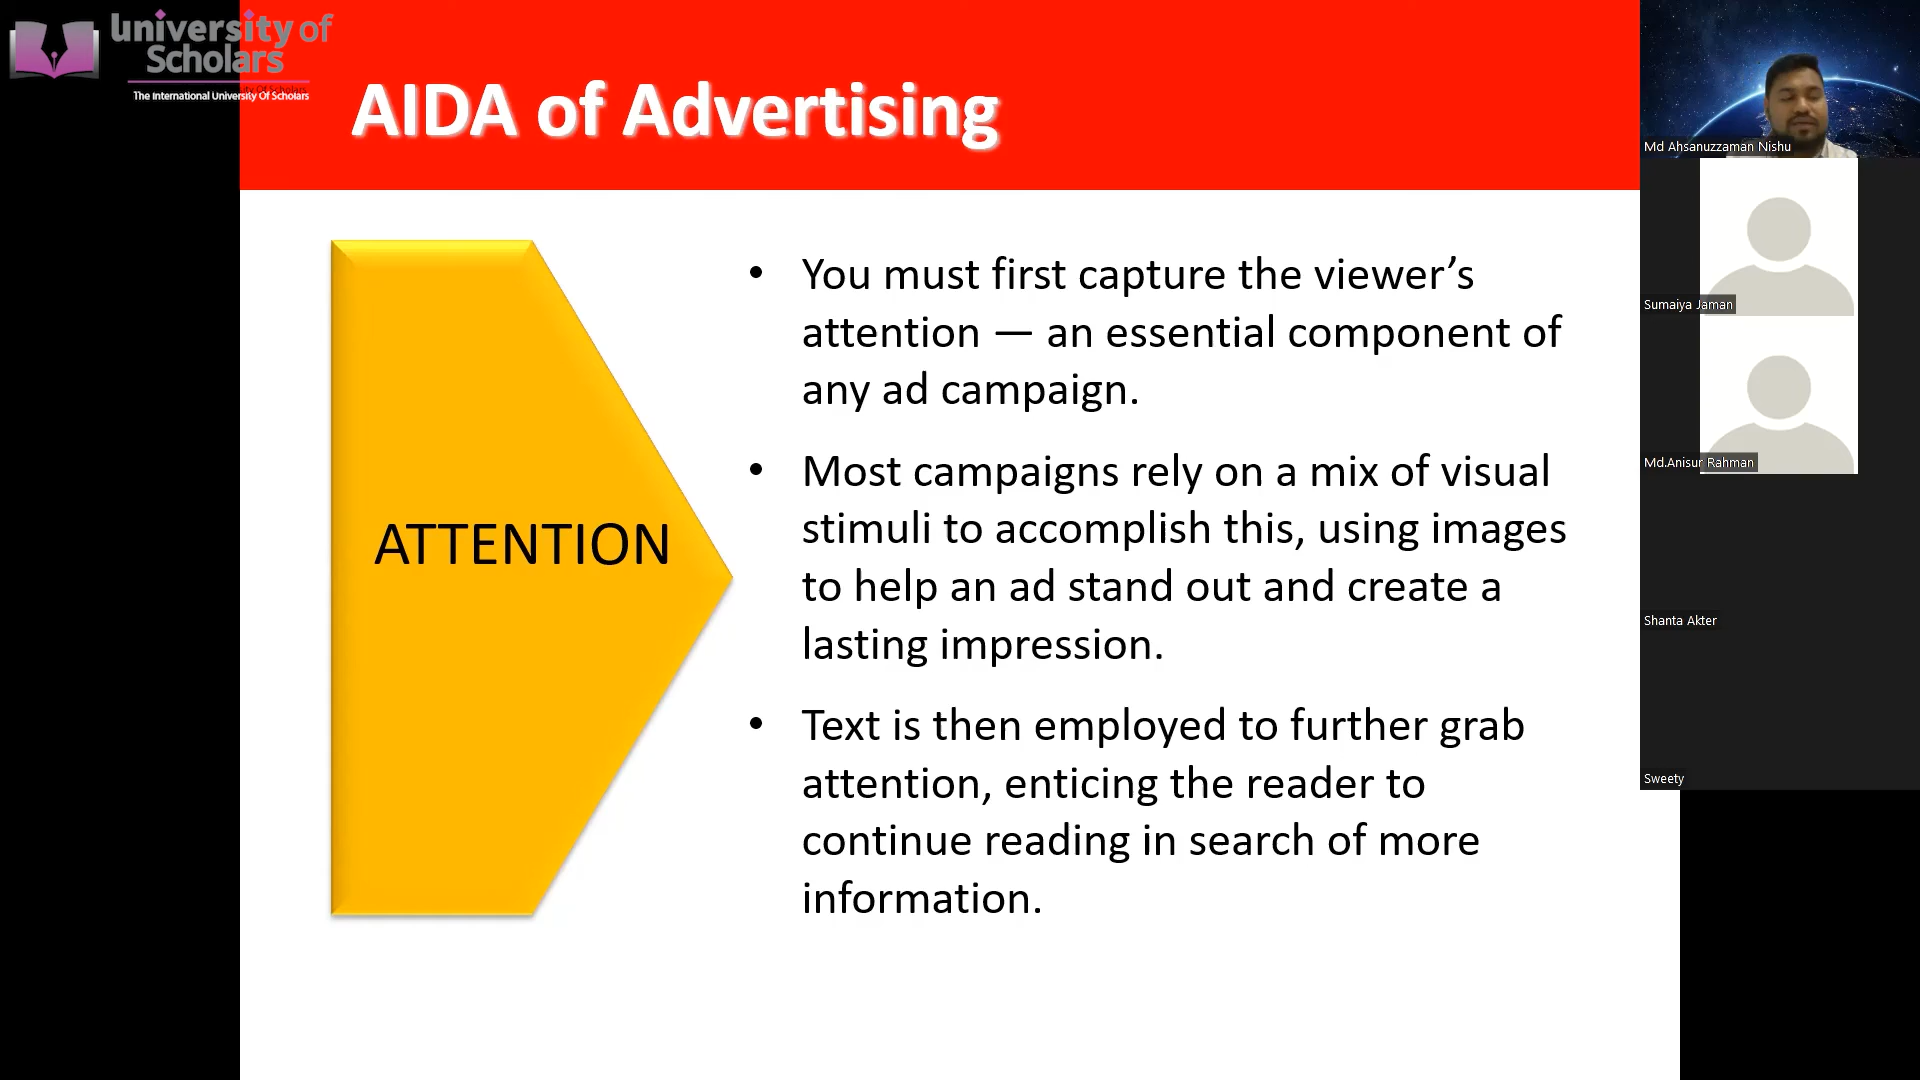 University of
Scholars
The International University Of Scholars
AIDA of Advertising
ATTENTION
• You must first capture the viewer’s
attention — an essential component of
any ad campaign.
• Most campaigns rely on a mix of visual
stimuli to accomplish this, using images
to help an ad stand out and create a
lasting impression.
• Text is then employed to further grab
attention, enticing the reader to
continue reading in search of more
information.
Md Ahsanuzzaman Nishu
Sumaiya Jaman
Md.Anisur Rahman
Shanta Akter
Sweety